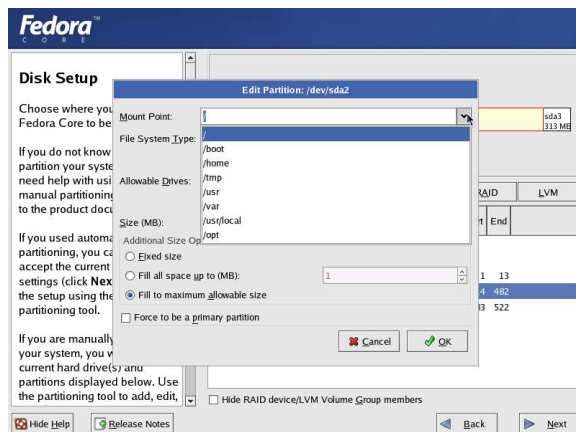 Fedora™
CORE
Disk Setup
Choose where you
Fedora Core to be
If you do not know
partition your syste
need help with usi
manual partitioning
to the product docu
If you used automa
partitioning, you ca
accept the current
settings (click Nex
the setup using the
partitioning tool.
If you are manually
your system, you w
current hard drive(s) and
partitions displayed below. Use
the partitioning tool to add, edit,
Edit Partition: /dev/sda2
Mount Point:
/
File System Type:
/
/boot
/home
/tmp
/usr
/var
/usr/local
/opt
Allowable Drives:
Size (MB):
Additional Size Op
Fixed size
Fill all space up to (MB):
1
Fill to maximum allowable size
Force to be a primary partition
Cancel
OK
sda3
313 MB
RAID
LVM
rt
End
1 13
14 482
483 522
Hide RAID device/LVM Volume Group members
Hide Help
Release Notes
Back
Next